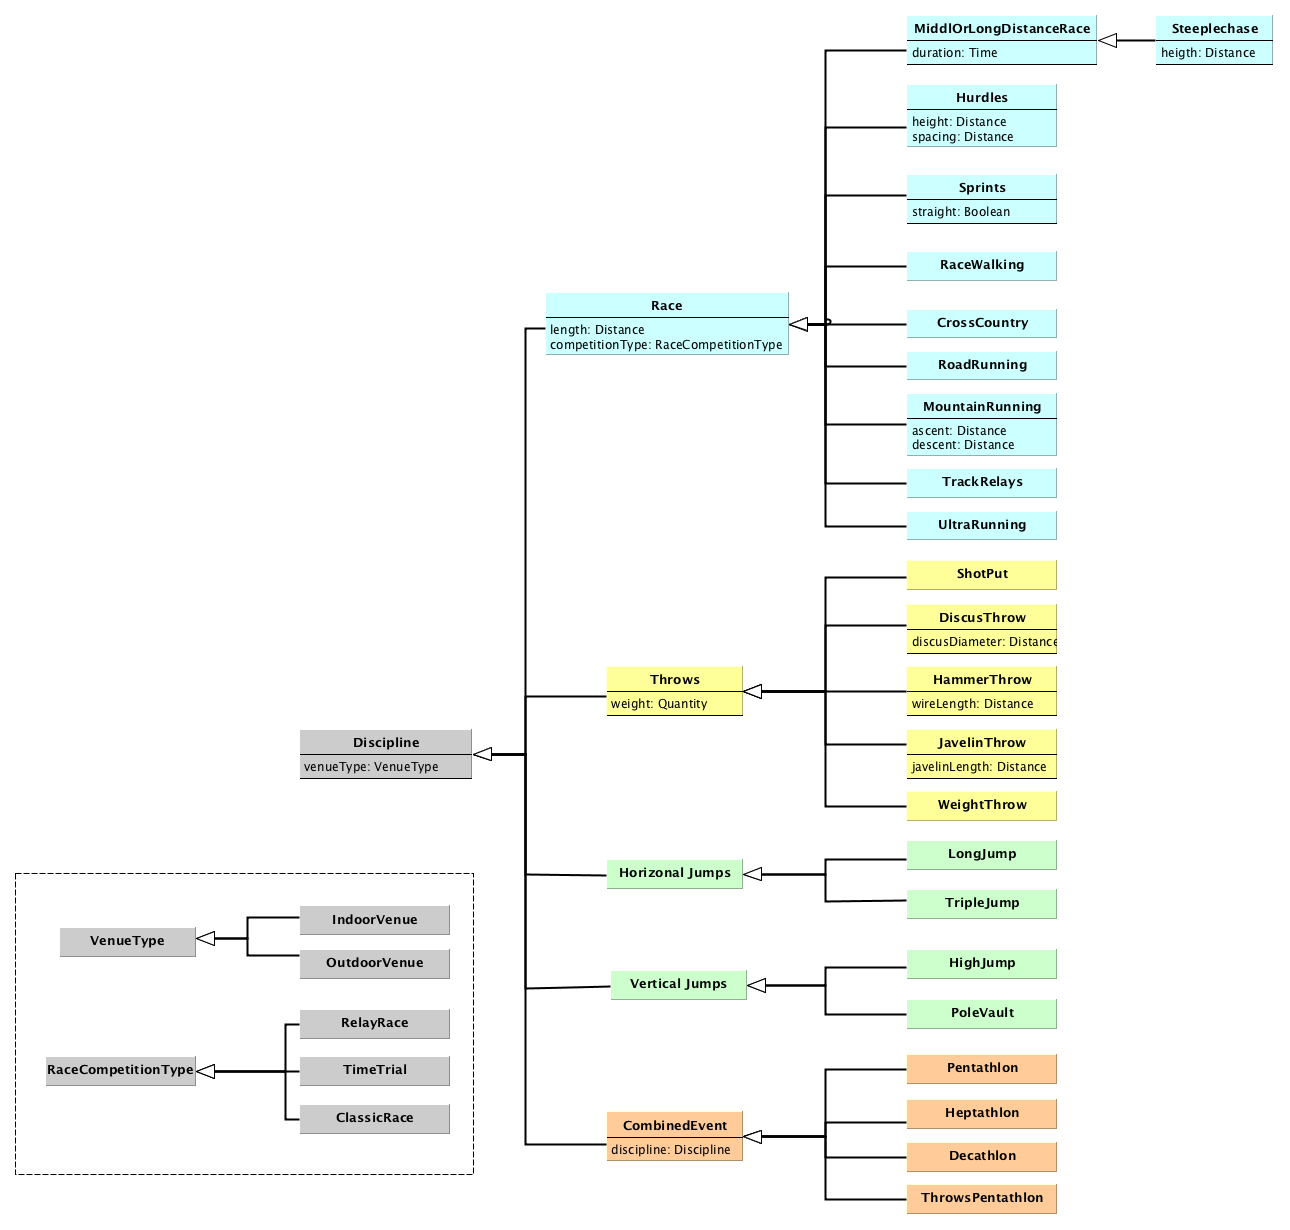 MiddlOrLongDistanceRace
duration: Time
Steeplechase
heigth: Distance
Hurdles
height: Distance
spacing: Distance
Sprints
straight: Boolean
RaceWalking
Race
length: Distance
competitionType: RaceCompetitionType
CrossCountry
RoadRunning
MountainRunning
ascent: Distance
descent: Distance
TrackRelays
UltraRunning
ShotPut
DiscusThrow
discusDiameter: Distance
Throws
weight: Quantity
HammerThrow
wireLength: Distance
Discipline
venueType: VenueType
JavelinThrow
javelinLength: Distance
WeightThrow
Horizonal Jumps
LongJump
TripleJump
VenueType
IndoorVenue
OutdoorVenue
Vertical Jumps
HighJump
PoleVault
RaceCompetitionType
RelayRace
TimeTrial
ClassicRace
CombinedEvent
discipline: Discipline
Pentathlon
Heptathlon
Decathlon
ThrowsPentathlon